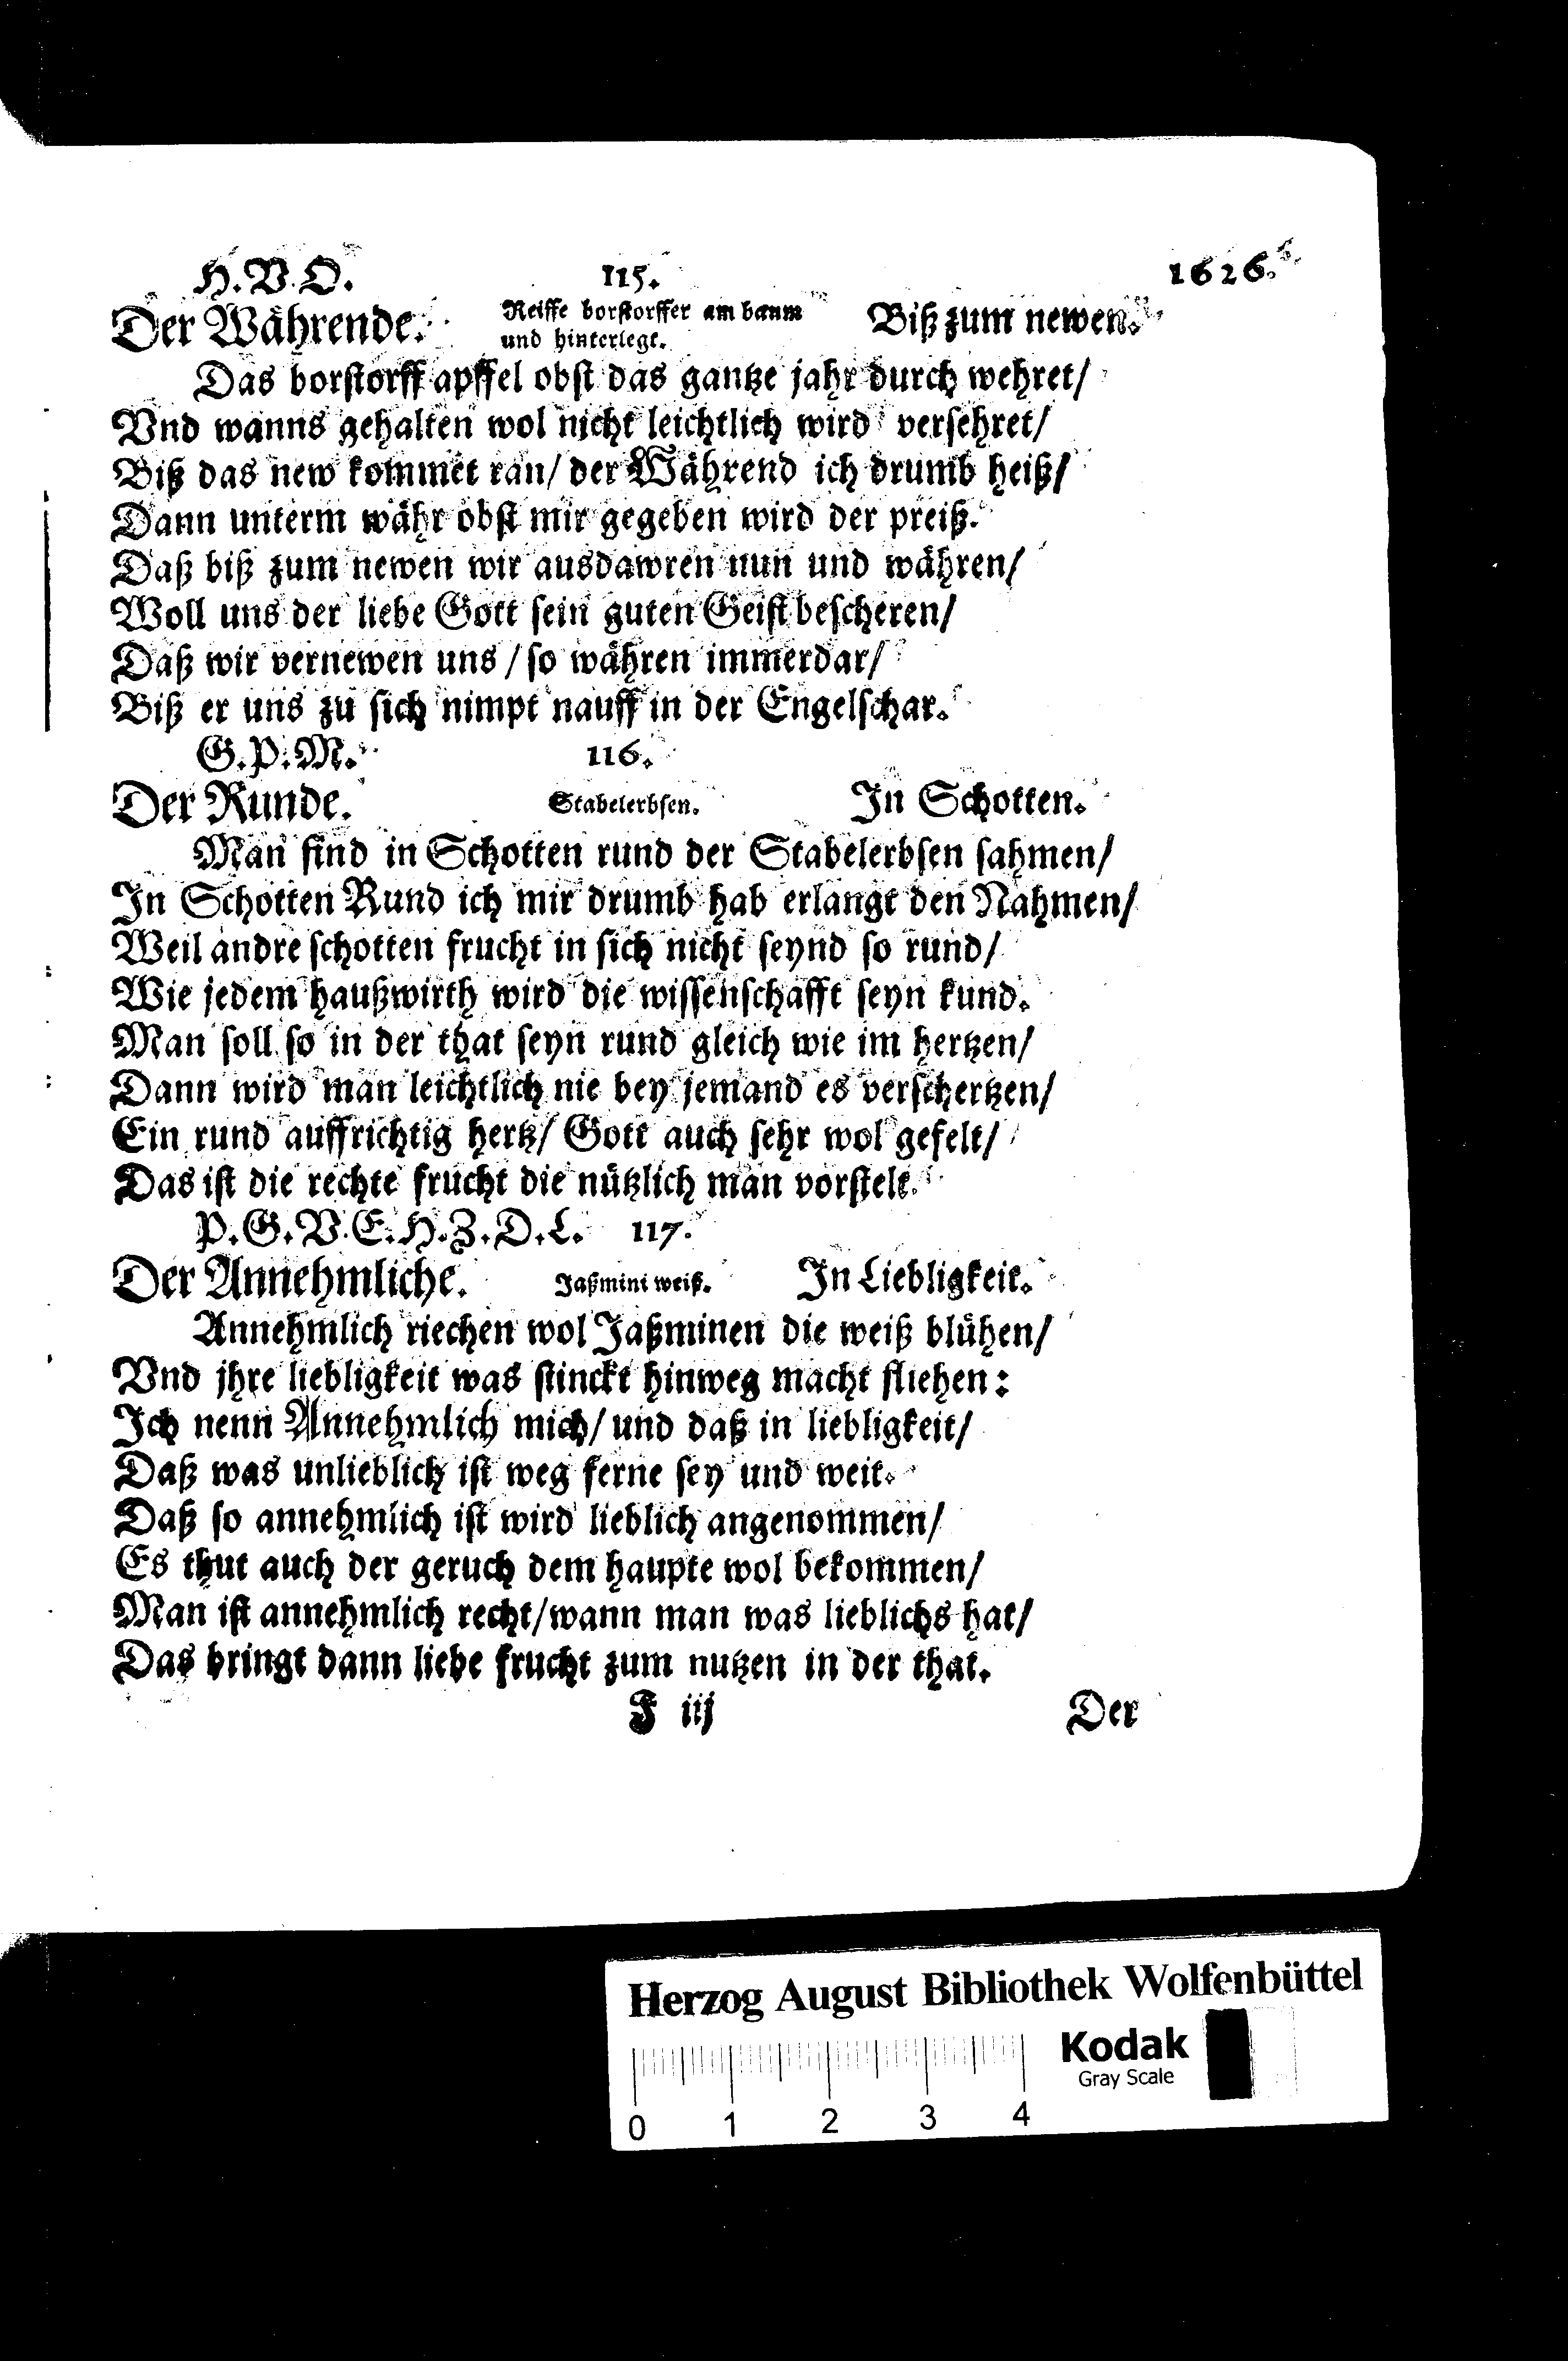 H. V. O. 115. 1626.
Der Währende. Reiffe borstorffer am baum und hinterlegt. Biß zum newen.
Das borstorff apffel obst das gantze jahr durch wehret/
Vnd wanns gehalten wol nicht leichtlich wird versehret/
Biß das new kommet ran/ der Während ich drumb heiß/
Dann unterm währ obst mir gegeben wird der preiß.
Daß biß zum newen wir ausdawren nun und währen/
Woll uns der liebe Gott sein guten Geist bescheren/
Daß wir vernewen uns/ so währen immerdar/
Biß er uns zu sich nimpt nauff in der Engelschar.
G. P. M. 116.
Der Runde. Stabelerbsen. In Schotten.
Man find in Schotten rund der Stabelerbsen sahmen/
In Schotten Rund ich mir drumb hab erlangt den Nahmen/
Weil andre schotten frucht in sich nicht seynd so rund/
Wie jedem haußwirth wird die wissenschafft seyn kund.
Man soll so in der that seyn rund gleich wie im hertzen/
Dann wird man leichtlich nie bey jemand es verschertzen/
Ein rund auffrichtig hertz/ Gott auch sehr wol gefelt/
Das ist die rechte frucht die nützlich man vorstelt.
P. G. V. E. H. Z. D. L. 117.
Der Annehmliche. Jaßmini weiß. In Liebligkeit.
Annehmlich riechen wol Jaßminen die weiß blühen/
Vnd jhre liebligkeit was stinckt hinweg macht fliehen:
Ich nenn Annehmlich mich/ und daß in liebligkeit/
Daß was unlieblich ist weg ferne sey und weit.
Daß so annehmlich ist wird lieblich angenommen/
Es thut auch der geruch dem haupte wol bekommen/
Man ist annehmlich recht/ wann man was lieblichs hat/
Das bringt dann liebe frucht zum nutzen in der that.
F iij Der
Herzog August Bibliothek Wolfenbüttel
Kodak
Gray Scale
0 1 2 3 4